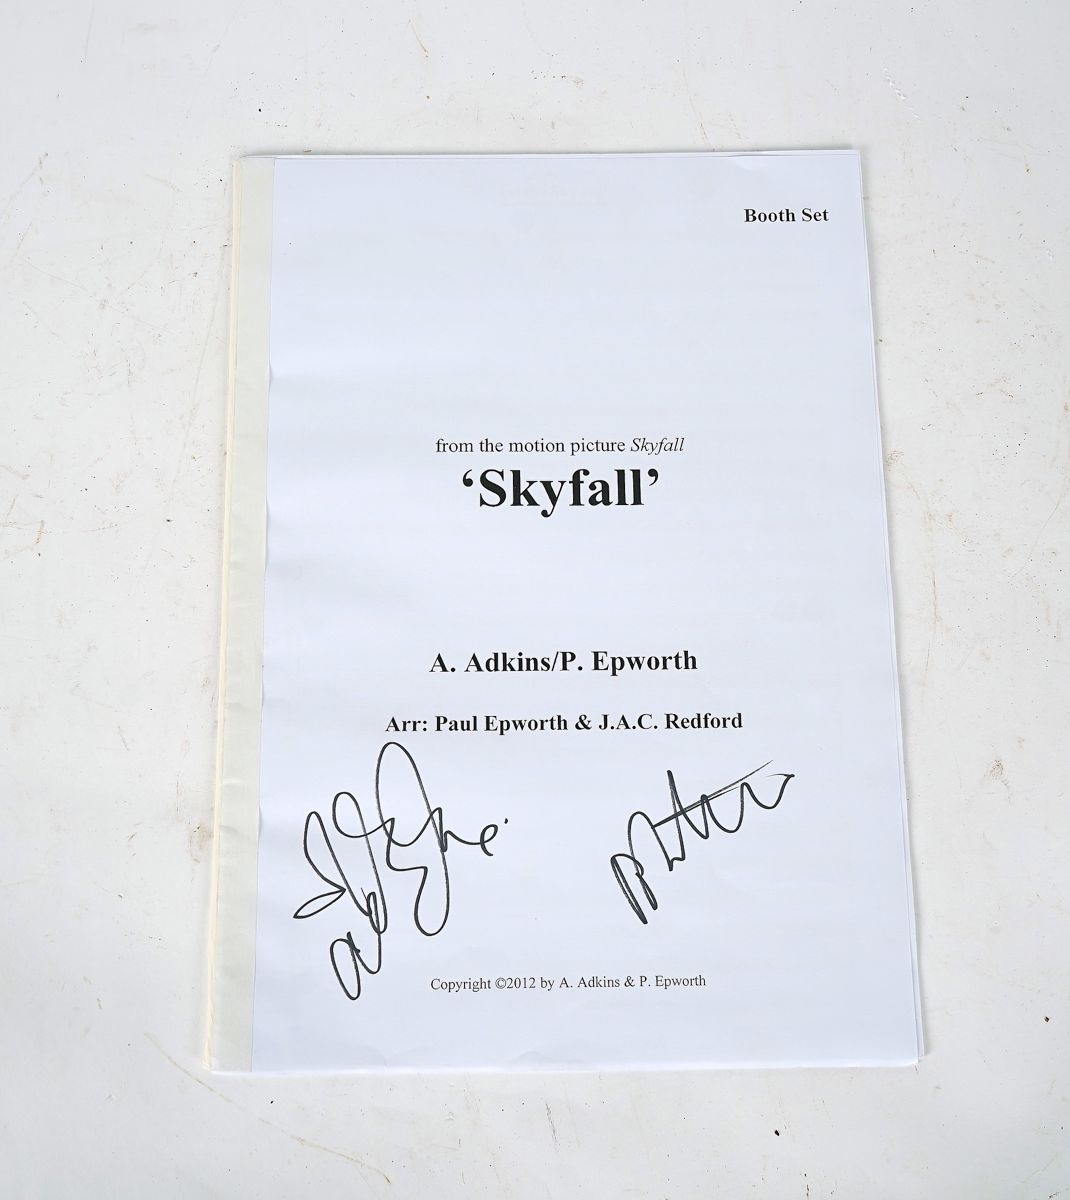 Booth Set
from the motion picture Skyfall
‘Skyfall’
A. Adkins/P. Epworth
Arr: Paul Epworth & J.A.C. Redford
Copyright ©2012 by A. Adkins & P. Epworth